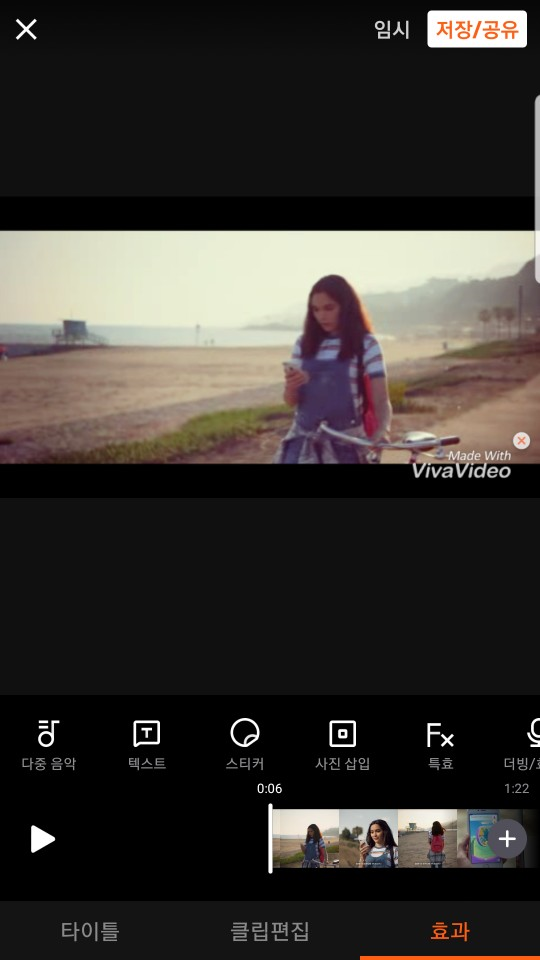 임시
저장/공유
Made With
VivaVideo
다중 음악
텍스트
스티커
사진 삽입
특효
더빙/
0:06
1:22
타이틀
클립편집
효과